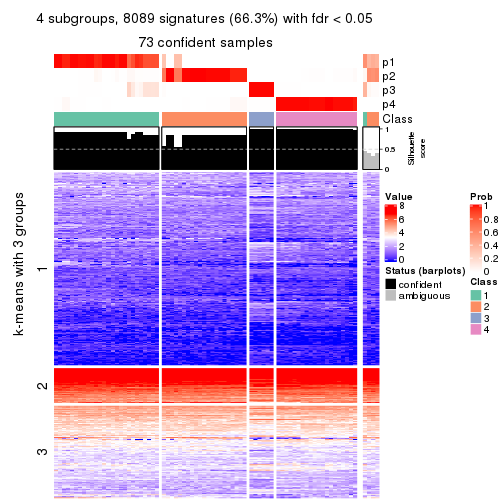 4 subgroups, 8089 signatures (66.3%) with fdr < 0.05
73 confident samples
p1
p2
p3
p4
Class
1
0.5
0
Silhouette
score
k-means with 3 groups
1
2
3
Value
8
6
4
2
0
Status (barplots)
confident
ambiguous
Prob
1
0.8
0.6
0.4
0.2
0
Class
1
2
3
4